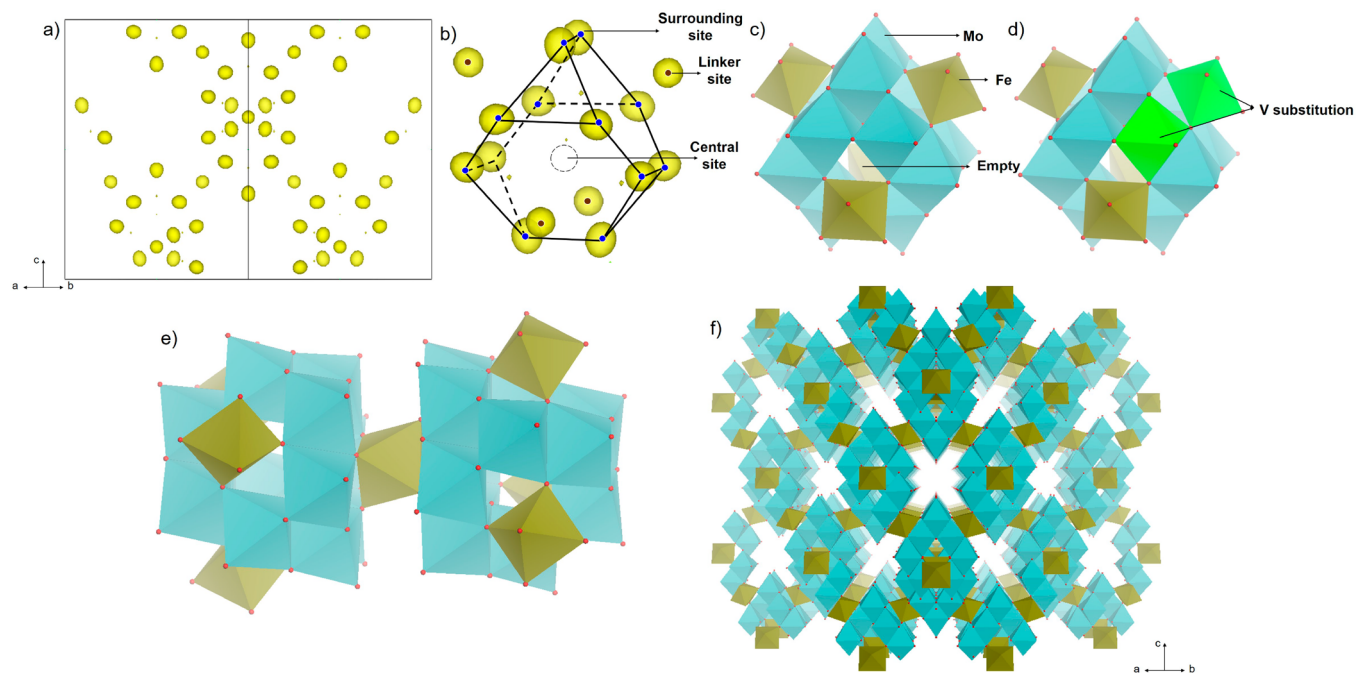 a)
c
a
b
b)
Surrounding
site
Linker
site
Central
site
c)
Mo
Fe
Empty
d)
V substitution
e)
f)
c
a
b